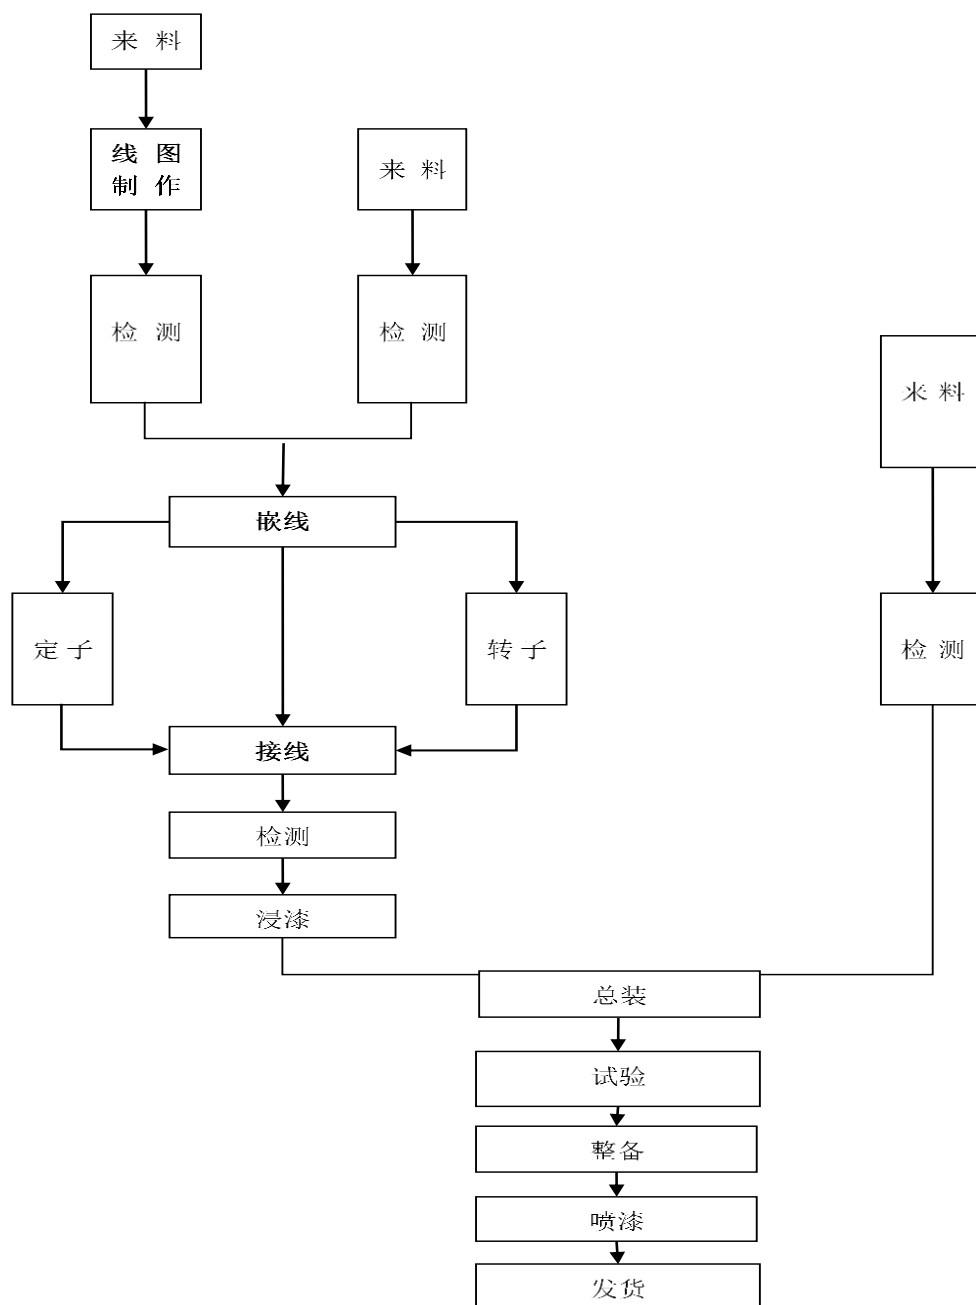 来 料
线 图
制 作
来 料
检 测
检 测
来 料
嵌线
定 子
转 子
检 测
接线
检测
浸漆
总装
试验
整备
喷漆
发货